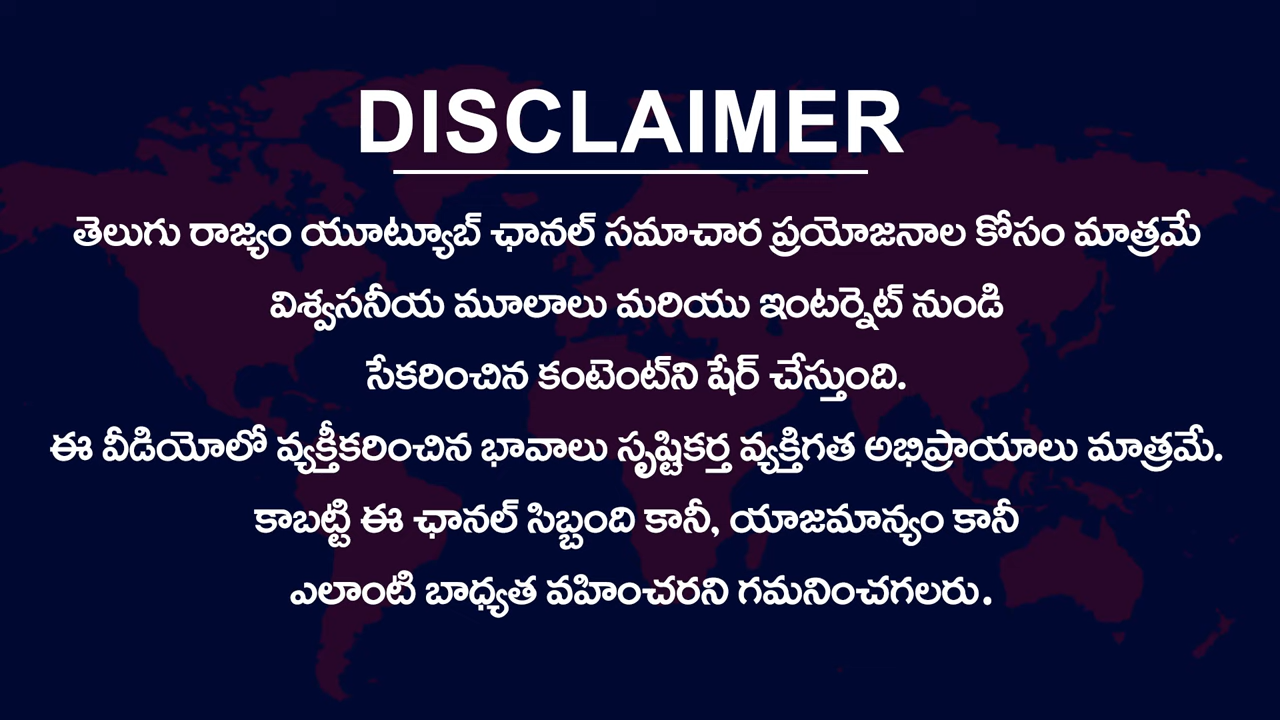 DISCLAIMER
తెలుగు రాజ్యం యూట్యూబ్ ఛానల్ సమాచార ప్రయోజనాల కోసం మాత్రమే
విశ్వసనీయ మూలాలు మరియు ఇంటర్నెట్ నుండి
సేకరించిన కంటెంట్‌ని షేర్ చేస్తుంది.
ఈ వీడియోలో వ్యక్తీకరించిన భావాలు సృష్టికర్త వ్యక్తిగత అభిప్రాయాలు మాత్రమే.
కాబట్టి ఈ ఛానల్ సిబ్బంది కానీ, యాజమాన్యం కానీ
ఎలాంటి బాధ్యత వహించరని గమనించగలరు.